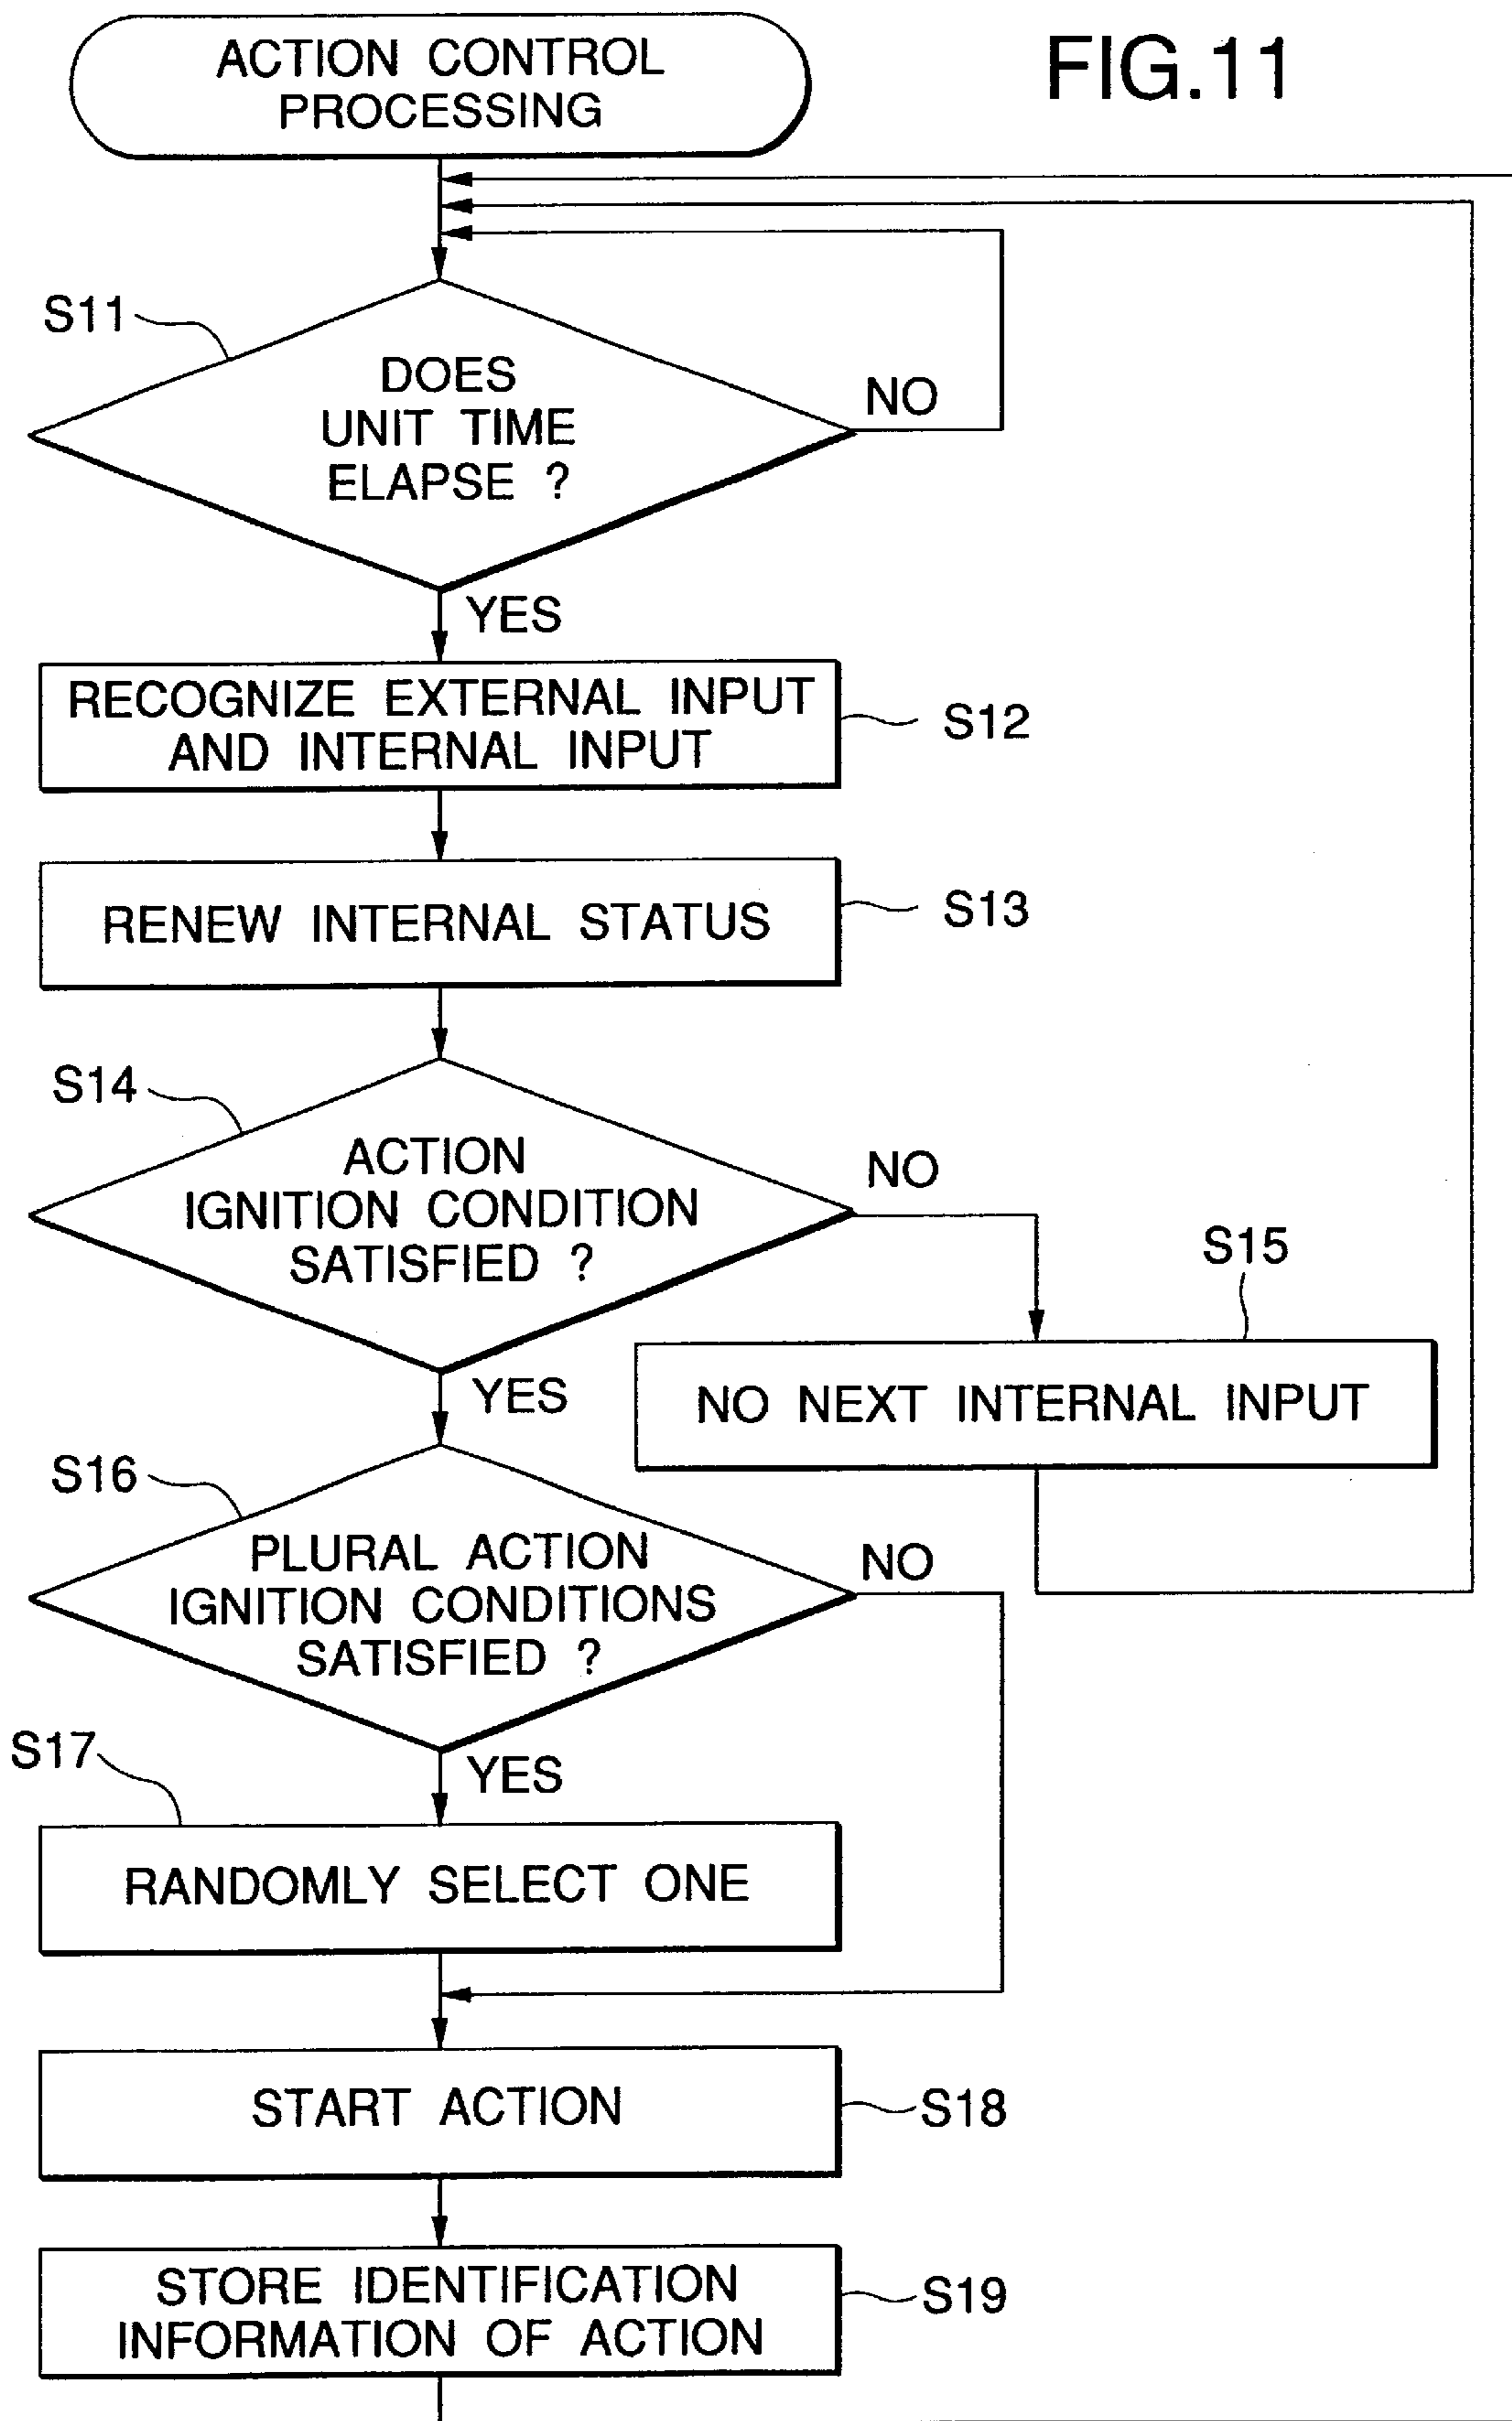 ACTION CONTROL
PROCESSING
FIG.11
S11
DOES
UNIT TIME
ELAPSE ?
NO
YES
RECOGNIZE EXTERNAL INPUT
AND INTERNAL INPUT
S12
RENEW INTERNAL STATUS
S13
S14
ACTION
IGNITION CONDITION
SATISFIED ?
NO
S15
NO NEXT INTERNAL INPUT
YES
S16
PLURAL ACTION
IGNITION CONDITIONS
SATISFIED ?
NO
S17
YES
RANDOMLY SELECT ONE
START ACTION
S18
STORE IDENTIFICATION
INFORMATION OF ACTION
S19